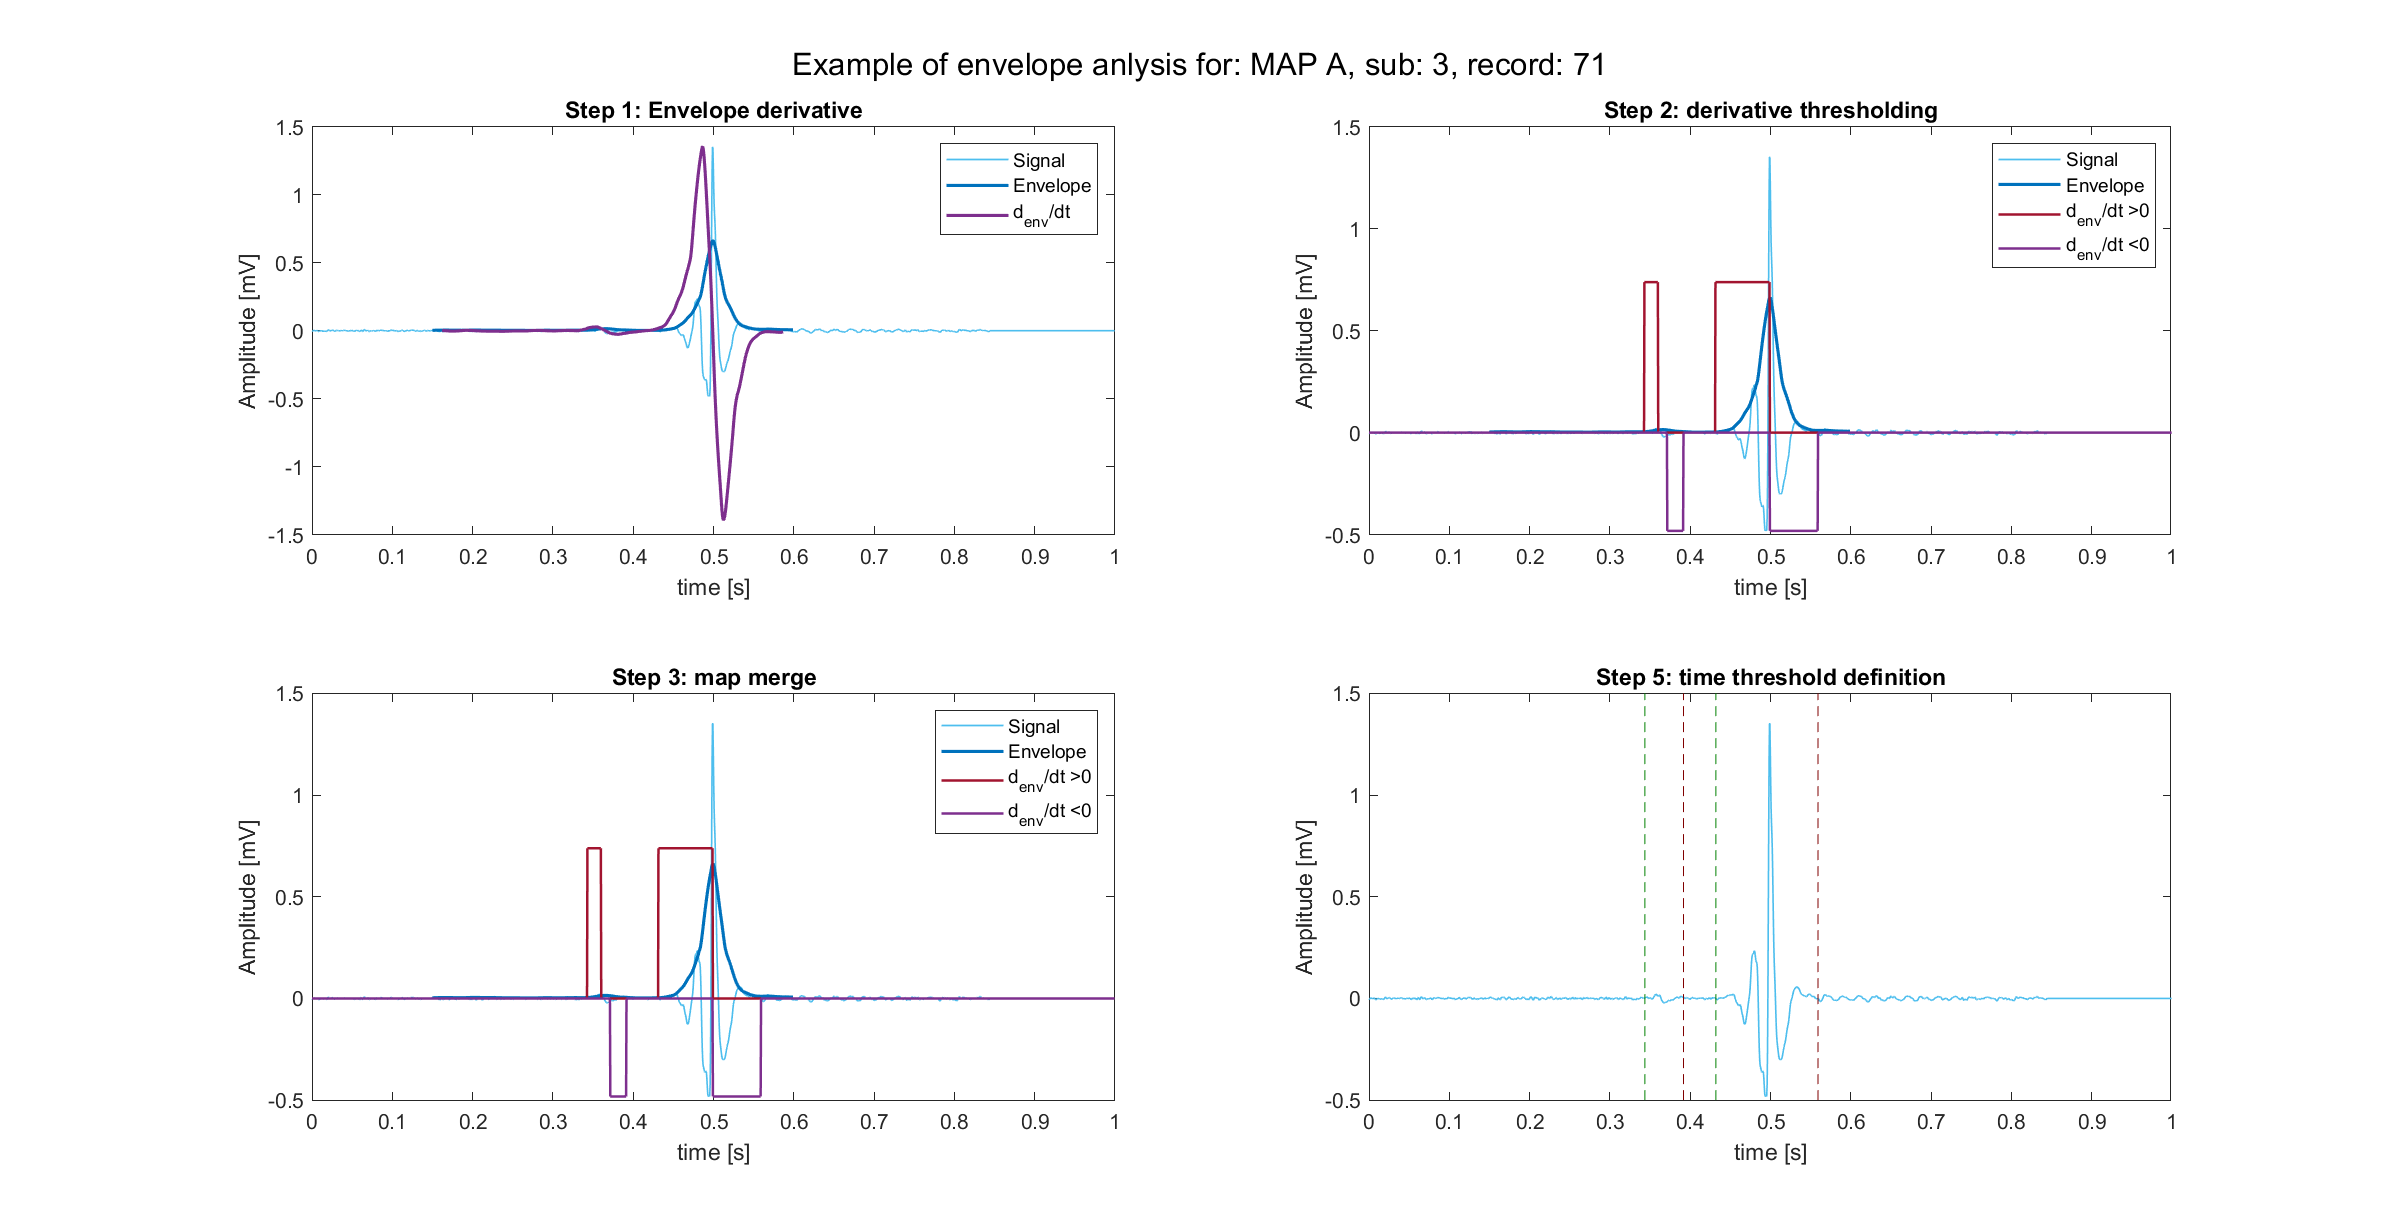 Example of envelope anlysis for: MAP A, sub: 3, record: 71
Step 1: Envelope derivative
1.5
1
0.5
0
-0.5
-1
-1.5
Amplitude [mV]
0 0.1 0.2 0.3 0.4 0.5 0.6 0.7 0.8 0.9 1
time [s]
Signal
Envelope
denv/dt
Step 2: derivative thresholding
1.5
1
0.5
0
-0.5
Amplitude [mV]
0 0.1 0.2 0.3 0.4 0.5 0.6 0.7 0.8 0.9 1
time [s]
Signal
Envelope
denv/dt >0
denv/dt <0
Step 3: map merge
1.5
1
0.5
0
-0.5
Amplitude [mV]
0 0.1 0.2 0.3 0.4 0.5 0.6 0.7 0.8 0.9 1
time [s]
Signal
Envelope
denv/dt >0
denv/dt <0
Step 5: time threshold definition
1.5
1
0.5
0
-0.5
Amplitude [mV]
0 0.1 0.2 0.3 0.4 0.5 0.6 0.7 0.8 0.9 1
time [s]